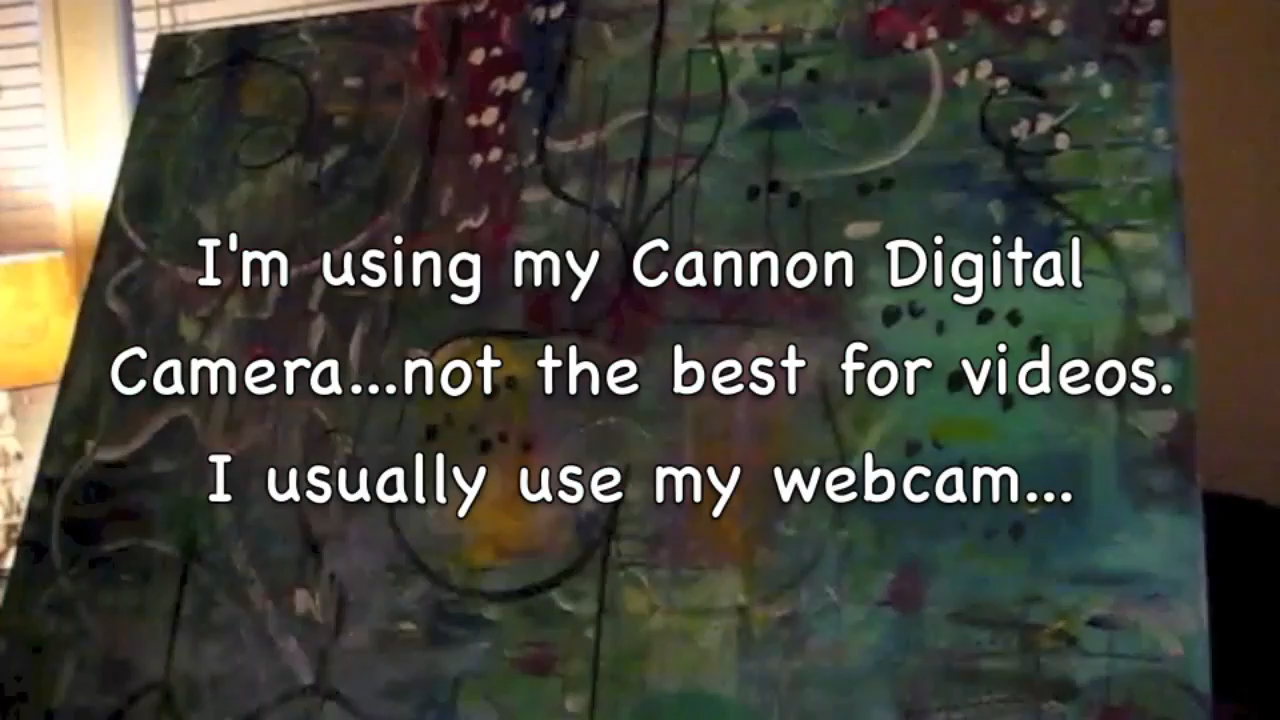 I'm using my Cannon Digital
Camera...not the best for videos.
I usually use my webcam...